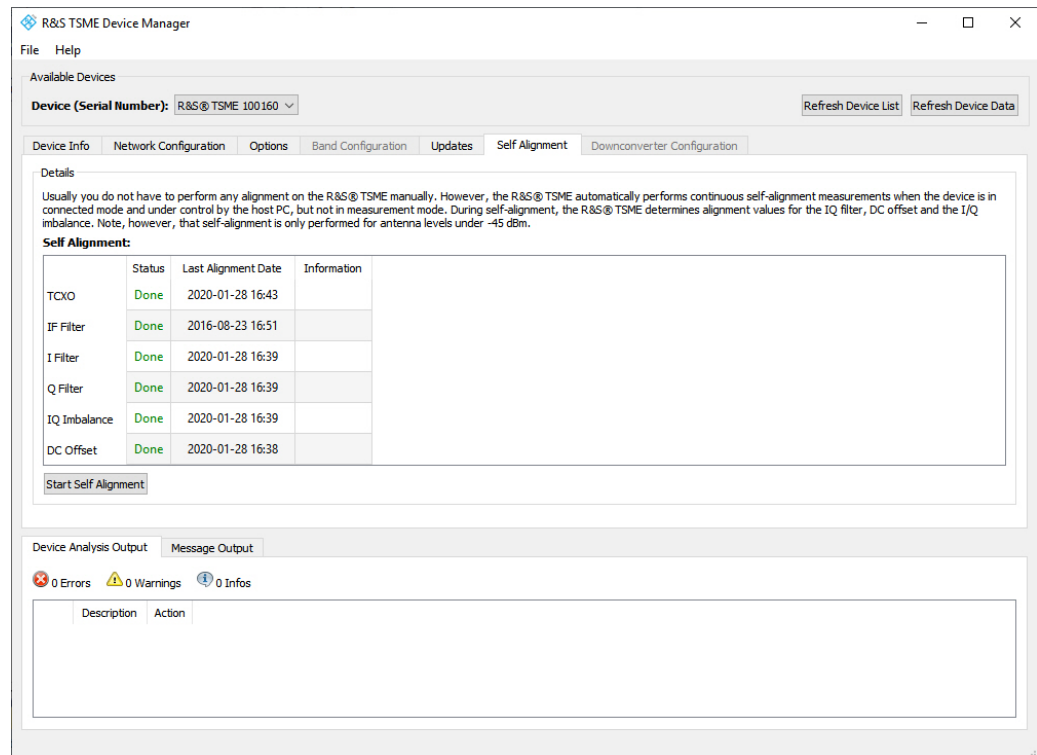 R&S TSME Device Manager
File Help
Available Devices
Device (Serial Number): R&S® TSME 100160 Refresh Device List Refresh Device Data
Device Info Network Configuration Options Band Configuration Updates Self Alignment Downconverter Configuration
Details
Usually you do not have to perform any alignment on the R&S® TSME manually. However, the R&S® TSME automatically performs continuous self-alignment measurements when the device is in
connected mode and under control by the host PC, but not in measurement mode. During self-alignment, the R&S® TSME determines alignment values for the IQ filter, DC offset and the I/Q
imbalance. Note, however, that self-alignment is only performed for antenna levels under -45 dBm.
Self Alignment:
Status Last Alignment Date Information
TCXO Done 2020-01-28 16:43
IF Filter Done 2016-08-23 16:51
I Filter Done 2020-01-28 16:39
Q Filter Done 2020-01-28 16:39
IQ Imbalance Done 2020-01-28 16:39
DC Offset Done 2020-01-28 16:38
Start Self Alignment
Device Analysis Output Message Output
0 Errors 0 Warnings 0 Infos
Description Action